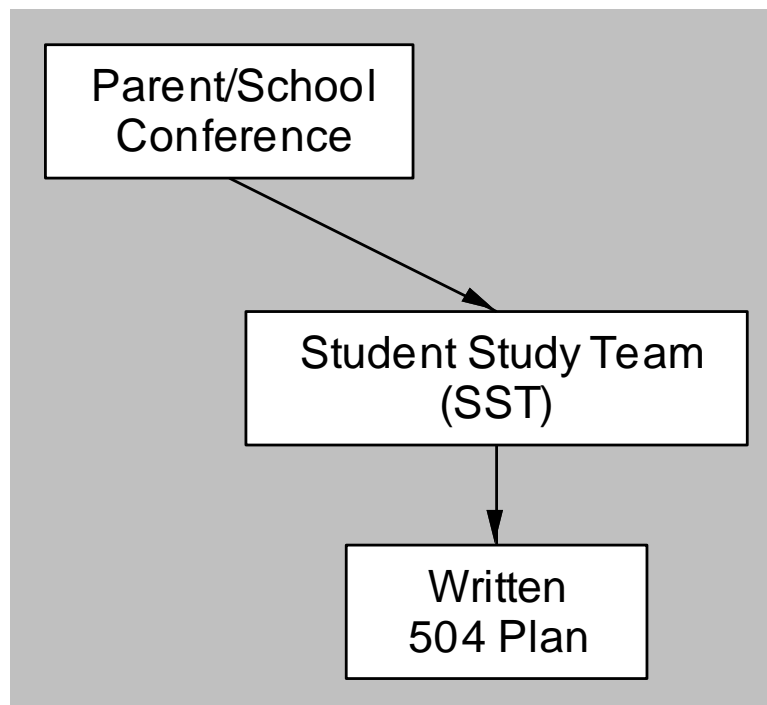 Parent/School
Conference
Student Study Team
(SST)
Written
504 Plan